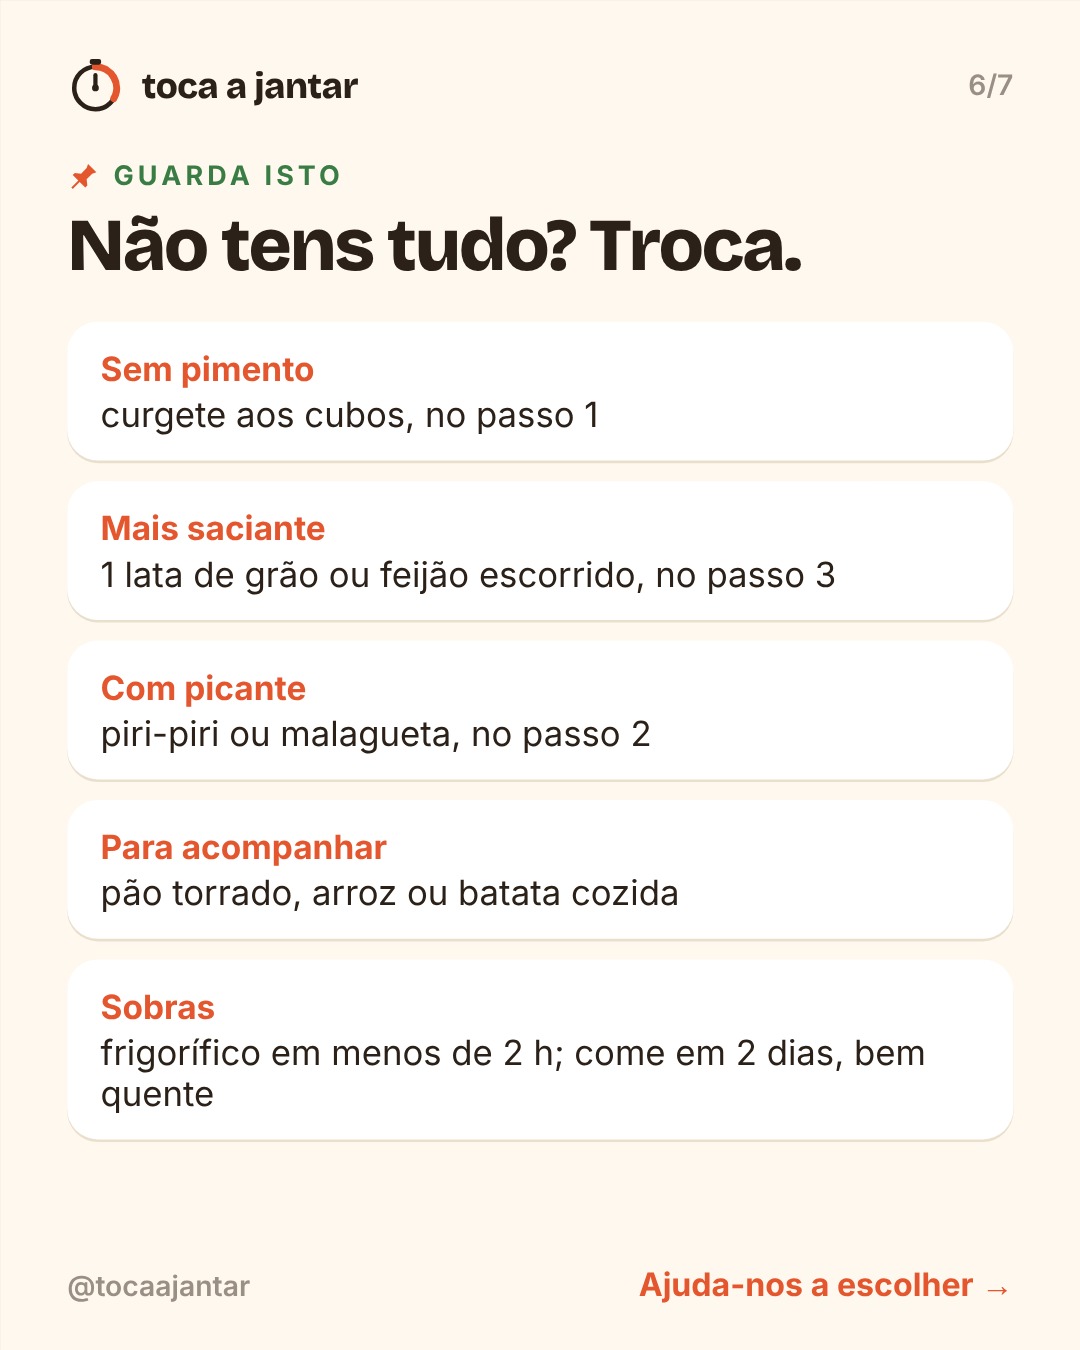 toca a jantar
6/7
GUARDA ISTO
Não tens tudo? Troca.
Sem pimento
curgete aos cubos, no passo 1
Mais saciante
1 lata de grão ou feijão escorrido, no passo 3
Com picante
piri-piri ou malagueta, no passo 2
Para acompanhar
pão torrado, arroz ou batata cozida
Sobras
frigorífico em menos de 2 h; come em 2 dias, bem
quente
@tocaajantar
Ajuda-nos a escolher →